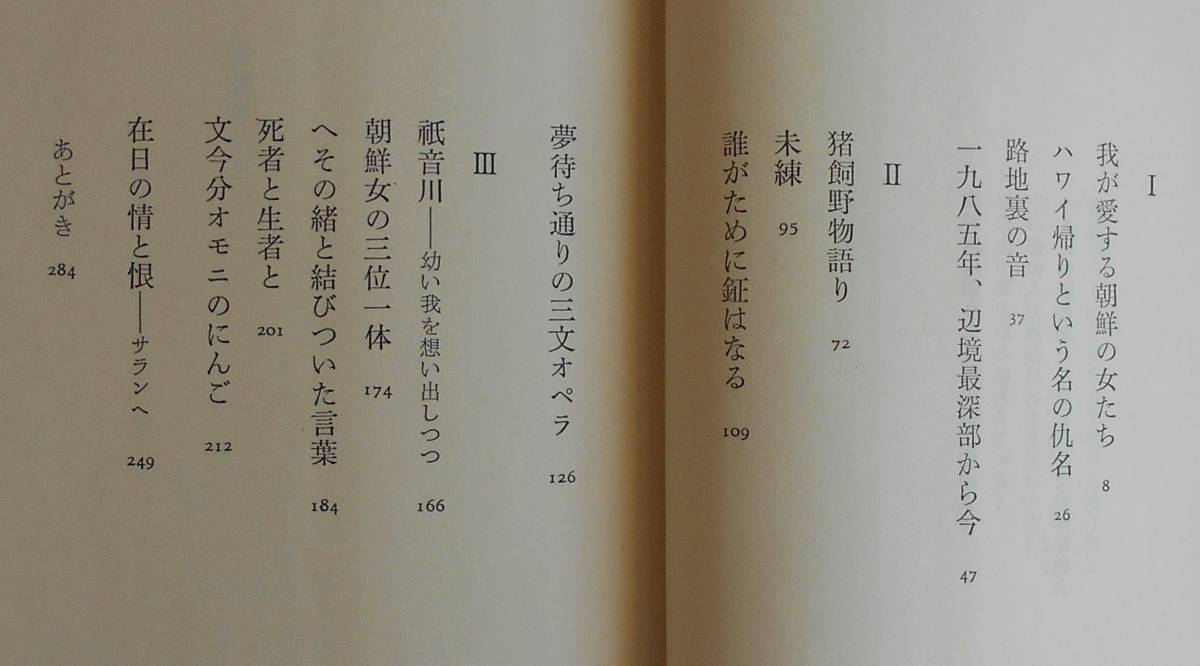 I
我が愛する朝鮮の女たち 8
ハワイ帰りという名の仇名 26
路地裏の音 37
一九八五年、辺境最深部から今 47
II
猪飼野物語り 72
未練 95
誰がために鉦はなる 109
夢待ち通りの三文オペラ 126
III
祇音川――幼い我を想い出しつつ 166
朝鮮女の三位一体 174
へその緒と結びついた言葉 184
死者と生者と 201
文今分オモニのにんご 212
在日の情と恨――サランへ 249
あとがき 284